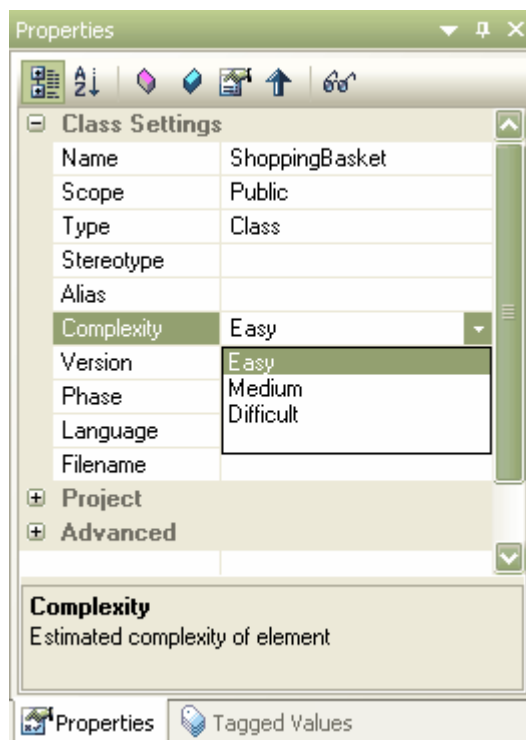 Properties
Class Settings
Name ShoppingBasket
Scope Public
Type Class
Stereotype
Alias
Complexity Easy
Version Easy
Phase Medium
Language Difficult
Filename
Project
Advanced
Complexity
Estimated complexity of element
Properties Tagged Values